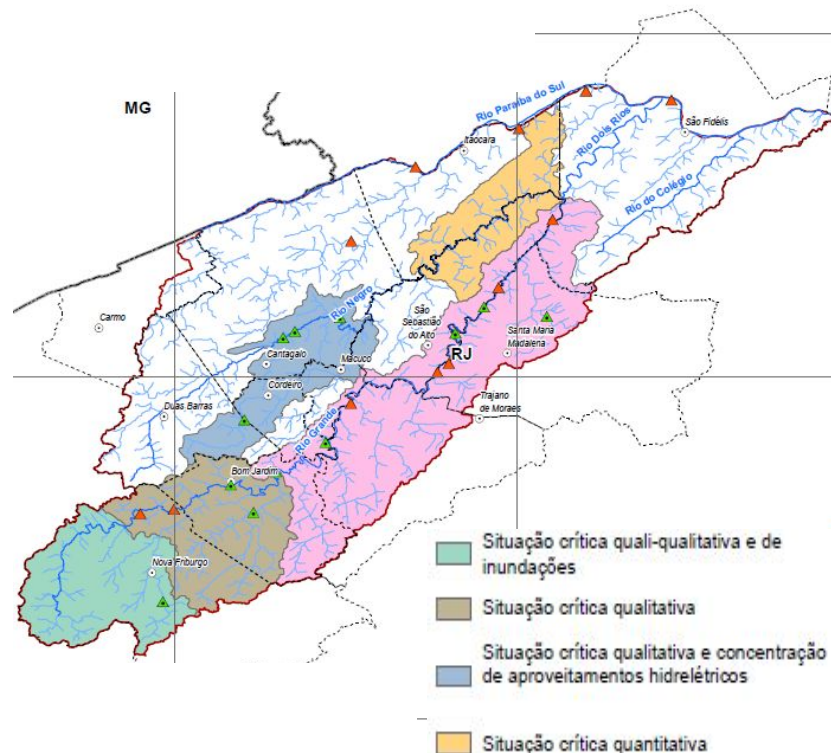 MG
Rio Paraíba do Sul
Itaocara
Rio Dois Rios
São Fidélis
Rio do Colégio
Carmo
Rio Negro
São
Sebastião
do Alto
Santa Maria
Madalena
RJ
Cantagalo
Macuco
Cordeiro
Duas Barras
Trajano
de Moraes
Rio Grande
Bom Jardim
Nova Friburgo
Situação crítica quali-qualitativa e de
inundações
Situação crítica qualitativa
Situação crítica qualitativa e concentração
de aproveitamentos hidrelétricos
Situação crítica quantitativa